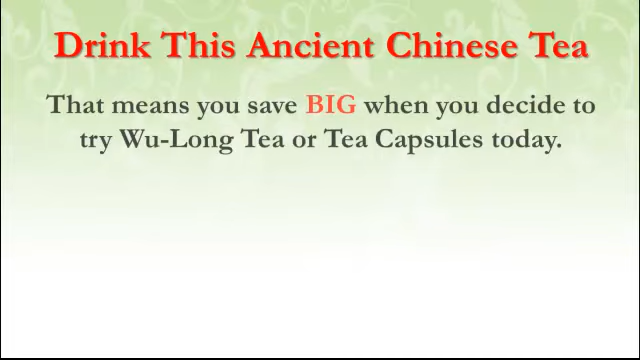 Drink This Ancient Chinese Tea
That means you save BIG when you decide to
try Wu-Long Tea or Tea Capsules today.